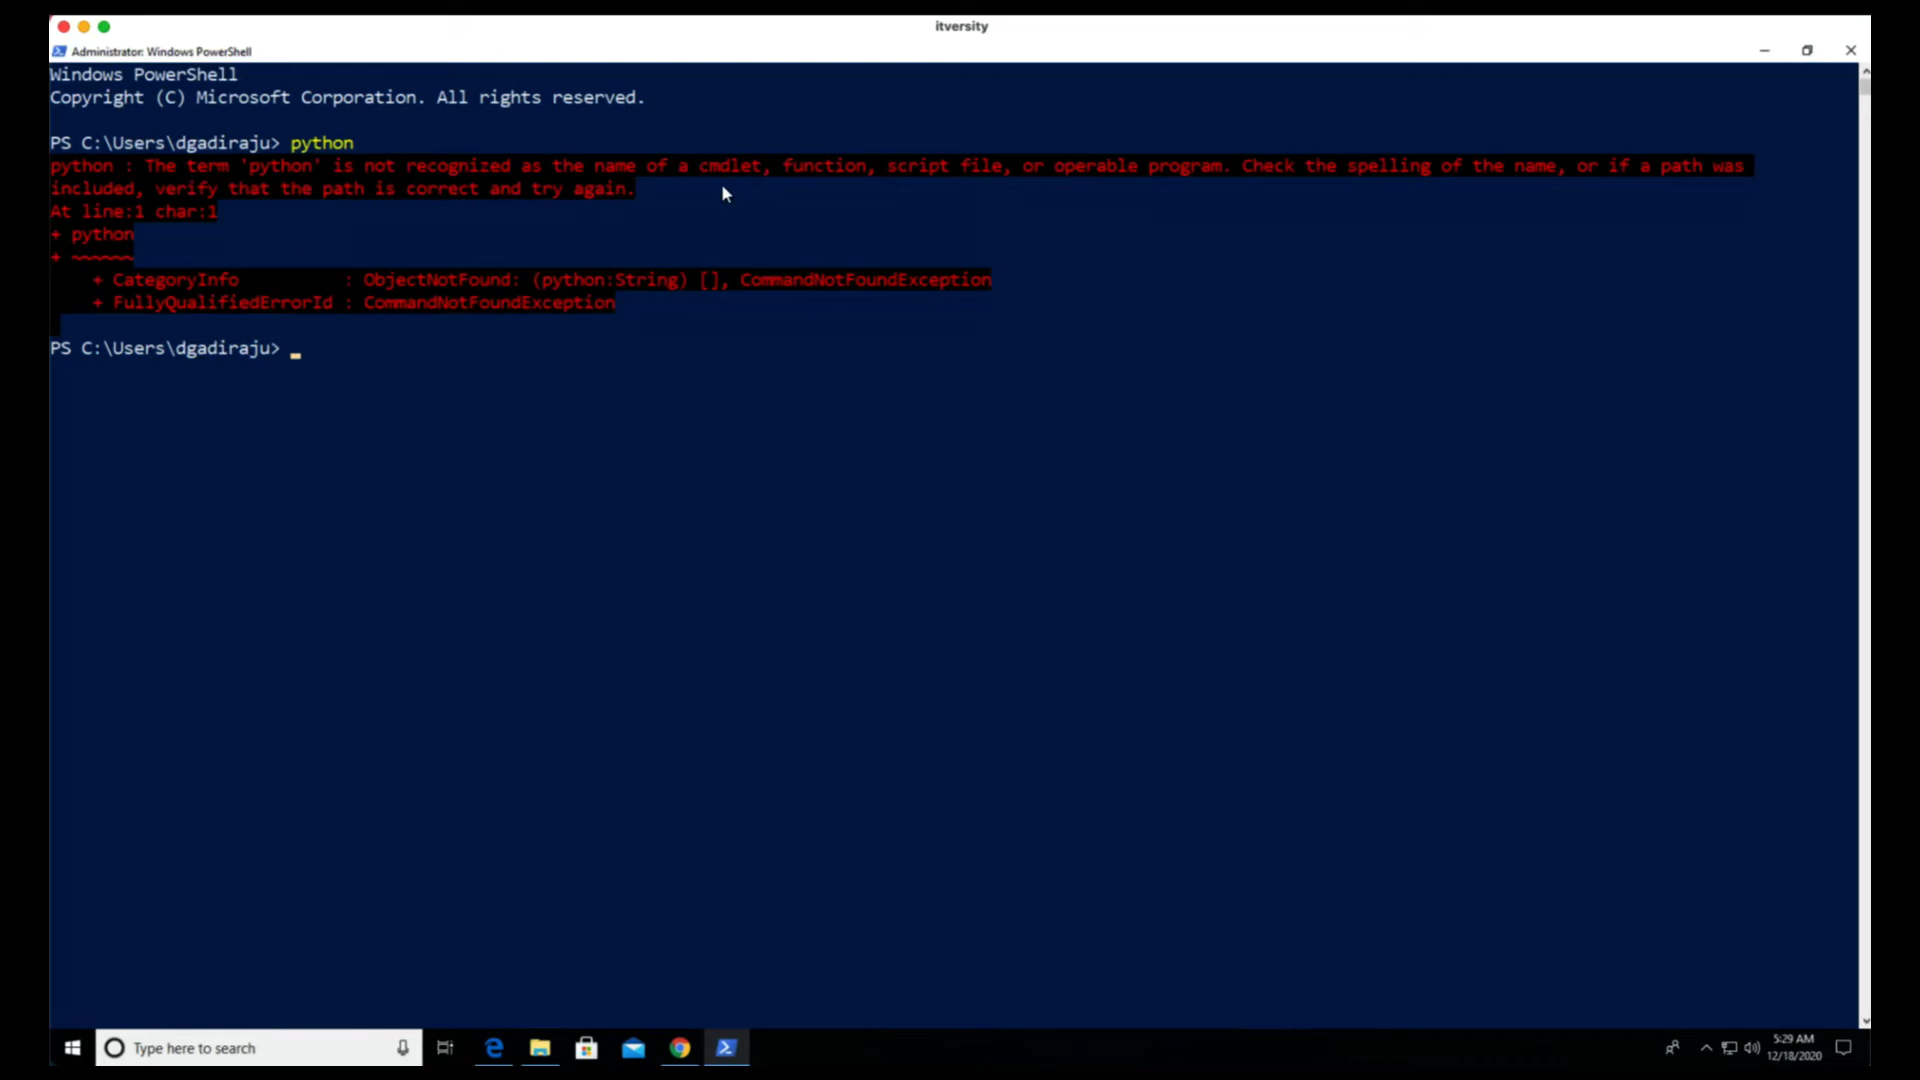 itversity
Administrator: Windows PowerShell
Windows PowerShell
Copyright (C) Microsoft Corporation. All rights reserved.
PS C:\Users\dgadiraju> python
python : The term 'python' is not recognized as the name of a cmdlet, function, script file, or operable program. Check the spelling of the name, or if a path was
included, verify that the path is correct and try again.
At line:1 char:1
+ python
+ ~~~~~~
+ CategoryInfo : ObjectNotFound: (python:String) [], CommandNotFoundException
+ FullyQualifiedErrorId : CommandNotFoundException
PS C:\Users\dgadiraju>
Type here to search
5:29 AM
12/18/2020